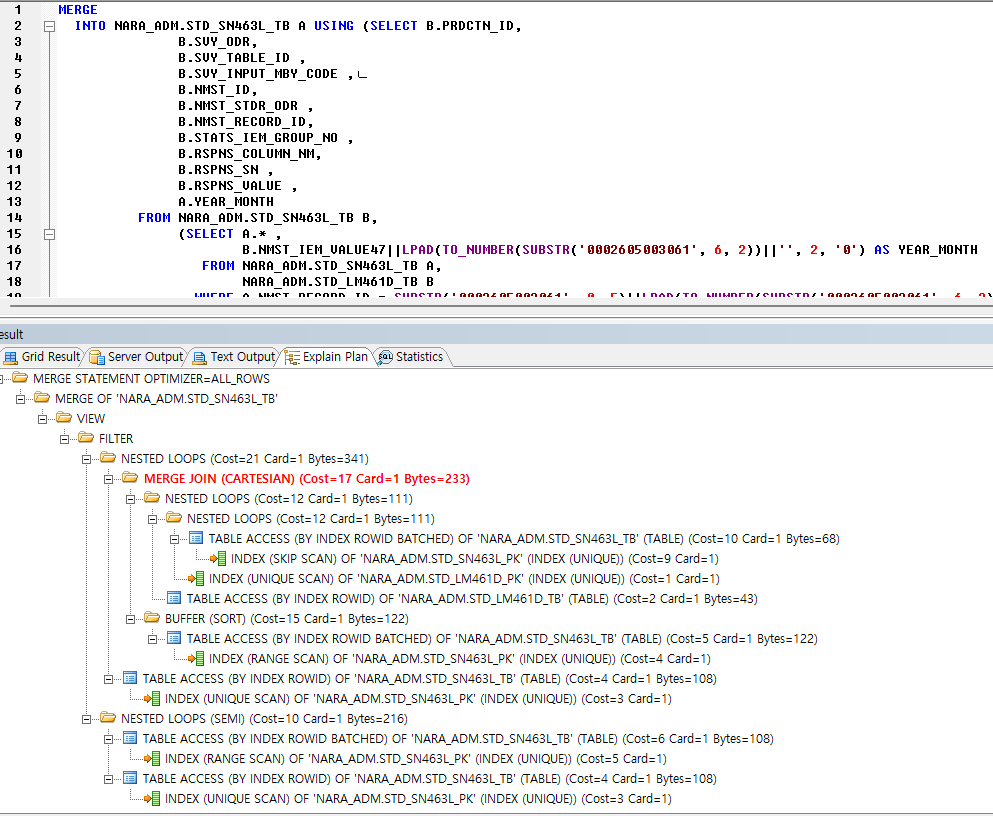 1 MERGE
2 INTO NARA_ADM.STD_SN463L_TB A USING (SELECT B.PRDCTN_ID,
3 B.SVY_ODR,
4 B.SVY_TABLE_ID ,
5 B.SVY_INPUT_MBY_CODE ,
6 B.NMST_ID,
7 B.NMST_STDR_ODR ,
8 B.NMST_RECORD_ID,
9 B.STATS_IEM_GROUP_NO ,
10 B.RSPNS_COLUMN_NM,
11 B.RSPNS_SN ,
12 B.RSPNS_VALUE ,
13 A.YEAR_MONTH
14 FROM NARA_ADM.STD_SN463L_TB B,
15 (SELECT A.* ,
16 B.NMST_IEM_VALUE47||LPAD(TO_NUMBER(SUBSTR('0002605003061', 6, 2))||'', 2, '0') AS YEAR_MONTH
17 FROM NARA_ADM.STD_SN463L_TB A,
18 NARA_ADM.STD_LM461D_TB B
esult
Grid Result Server Output Text Output Explain Plan Statistics
MERGE STATEMENT OPTIMIZER=ALL_ROWS
MERGE OF 'NARA_ADM.STD_SN463L_TB'
VIEW
FILTER
NESTED LOOPS (Cost=21 Card=1 Bytes=341)
MERGE JOIN (CARTESIAN) (Cost=17 Card=1 Bytes=233)
NESTED LOOPS (Cost=12 Card=1 Bytes=111)
NESTED LOOPS (Cost=12 Card=1 Bytes=111)
TABLE ACCESS (BY INDEX ROWID BATCHED) OF 'NARA_ADM.STD_SN463L_TB' (TABLE) (Cost=10 Card=1 Bytes=68)
INDEX (SKIP SCAN) OF 'NARA_ADM.STD_SN463L_PK' (INDEX (UNIQUE)) (Cost=9 Card=1)
INDEX (UNIQUE SCAN) OF 'NARA_ADM.STD_LM461D_PK' (INDEX (UNIQUE)) (Cost=1 Card=1)
TABLE ACCESS (BY INDEX ROWID) OF 'NARA_ADM.STD_LM461D_TB' (TABLE) (Cost=2 Card=1 Bytes=43)
BUFFER (SORT) (Cost=15 Card=1 Bytes=122)
TABLE ACCESS (BY INDEX ROWID BATCHED) OF 'NARA_ADM.STD_SN463L_TB' (TABLE) (Cost=5 Card=1 Bytes=122)
INDEX (RANGE SCAN) OF 'NARA_ADM.STD_SN463L_PK' (INDEX (UNIQUE)) (Cost=4 Card=1)
TABLE ACCESS (BY INDEX ROWID) OF 'NARA_ADM.STD_SN463L_TB' (TABLE) (Cost=4 Card=1 Bytes=108)
INDEX (UNIQUE SCAN) OF 'NARA_ADM.STD_SN463L_PK' (INDEX (UNIQUE)) (Cost=3 Card=1)
NESTED LOOPS (SEMI) (Cost=10 Card=1 Bytes=216)
TABLE ACCESS (BY INDEX ROWID BATCHED) OF 'NARA_ADM.STD_SN463L_TB' (TABLE) (Cost=6 Card=1 Bytes=108)
INDEX (RANGE SCAN) OF 'NARA_ADM.STD_SN463L_PK' (INDEX (UNIQUE)) (Cost=5 Card=1)
TABLE ACCESS (BY INDEX ROWID) OF 'NARA_ADM.STD_SN463L_TB' (TABLE) (Cost=4 Card=1 Bytes=108)
INDEX (UNIQUE SCAN) OF 'NARA_ADM.STD_SN463L_PK' (INDEX (UNIQUE)) (Cost=3 Card=1)